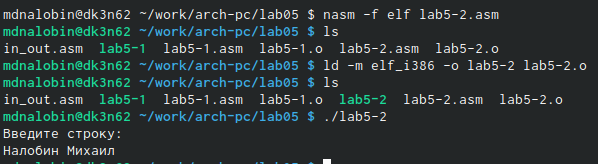 mdnalobin@dk3n62 ~/work/arch-pc/lab05 $ nasm -f elf lab5-2.asm
mdnalobin@dk3n62 ~/work/arch-pc/lab05 $ ls
in_out.asm lab5-1 lab5-1.asm lab5-1.o lab5-2.asm lab5-2.o
mdnalobin@dk3n62 ~/work/arch-pc/lab05 $ ld -m elf_i386 -o lab5-2 lab5-2.o
mdnalobin@dk3n62 ~/work/arch-pc/lab05 $ ls
in_out.asm lab5-1 lab5-1.asm lab5-1.o lab5-2 lab5-2.asm lab5-2.o
mdnalobin@dk3n62 ~/work/arch-pc/lab05 $ ./lab5-2
Введите строку:
Налобин Михаил